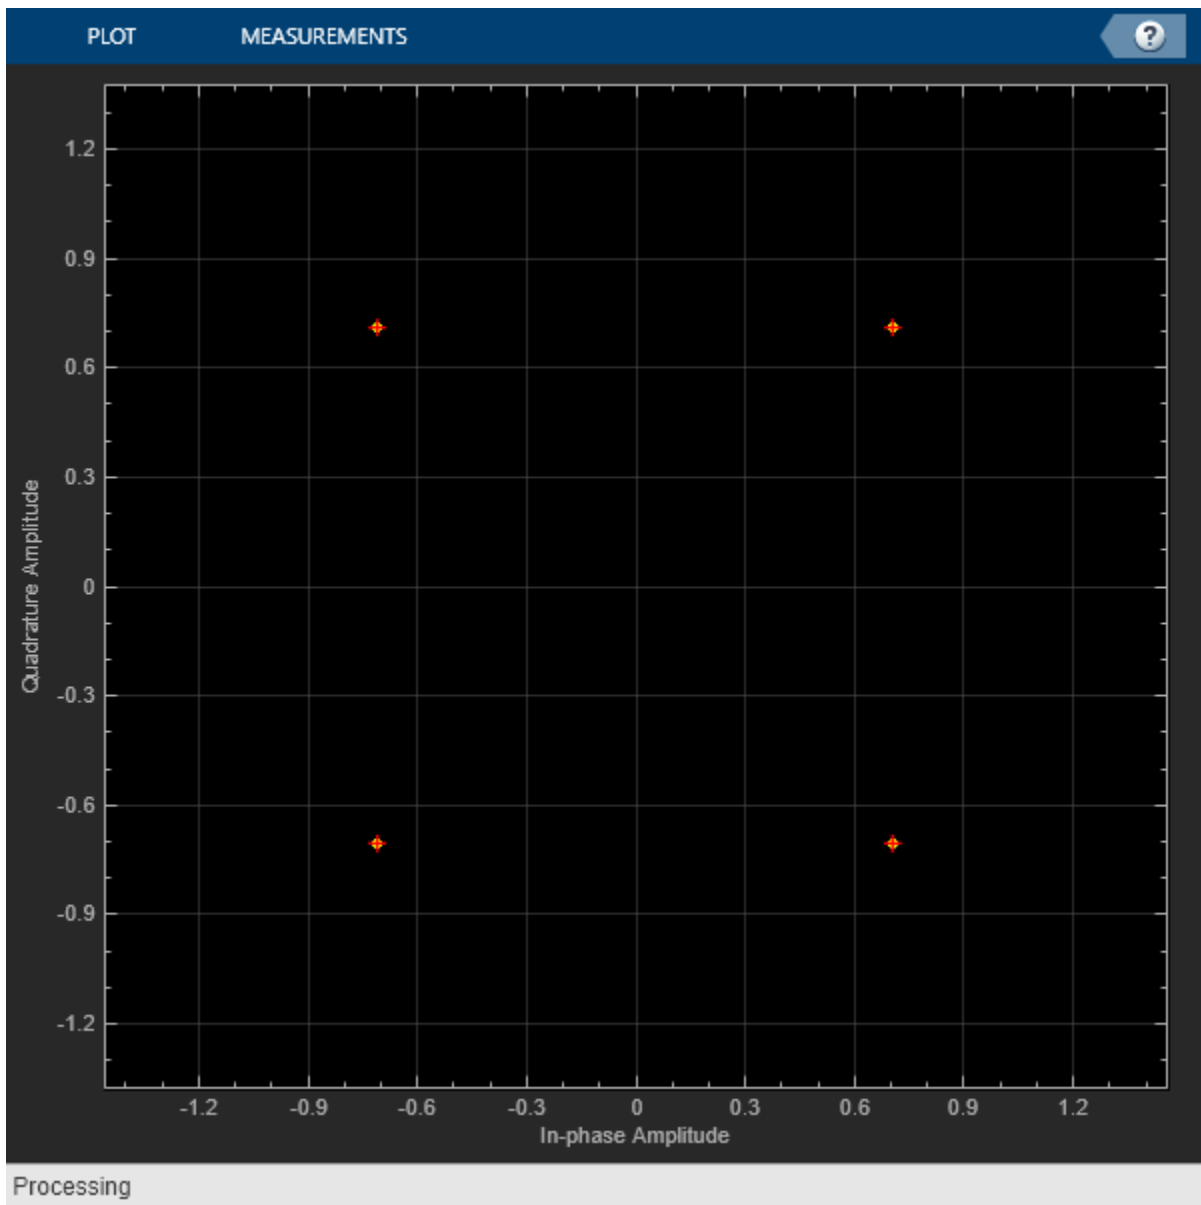 PLOT MEASUREMENTS ?
1.2
0.9
0.6
0.3
0
-0.3
-0.6
-0.9
-1.2
Quadrature Amplitude
-1.2 -0.9 -0.6 -0.3 0 0.3 0.6 0.9 1.2
In-phase Amplitude
Processing